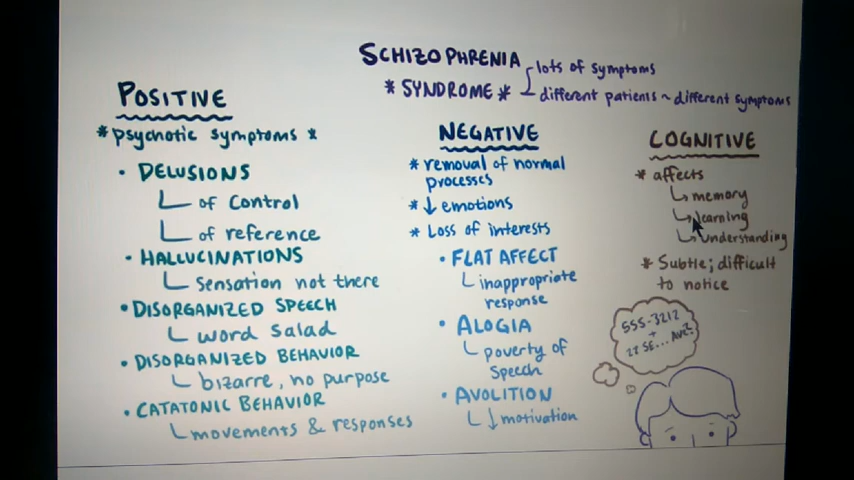 SCHIZOPHRENIA
* SYNDROME *
lots of symptoms
different patients ~ different symptoms
POSITIVE
* psychotic symptoms *
• DELUSIONS
of control
of reference
• HALLUCINATIONS
sensation not there
• DISORGANIZED SPEECH
word salad
• DISORGANIZED BEHAVIOR
bizarre, no purpose
• CATATONIC BEHAVIOR
movements & responses
NEGATIVE
* removal of normal
processes
* ↓ emotions
* Loss of interests
• FLAT AFFECT
inappropriate
response
• ALOGIA
poverty of
speech
• AVOLITION
↓ motivation
COGNITIVE
* affects
memory
learning
understanding
* Subtle; difficult
to notice
555-3212
+
27 SE... AVE?